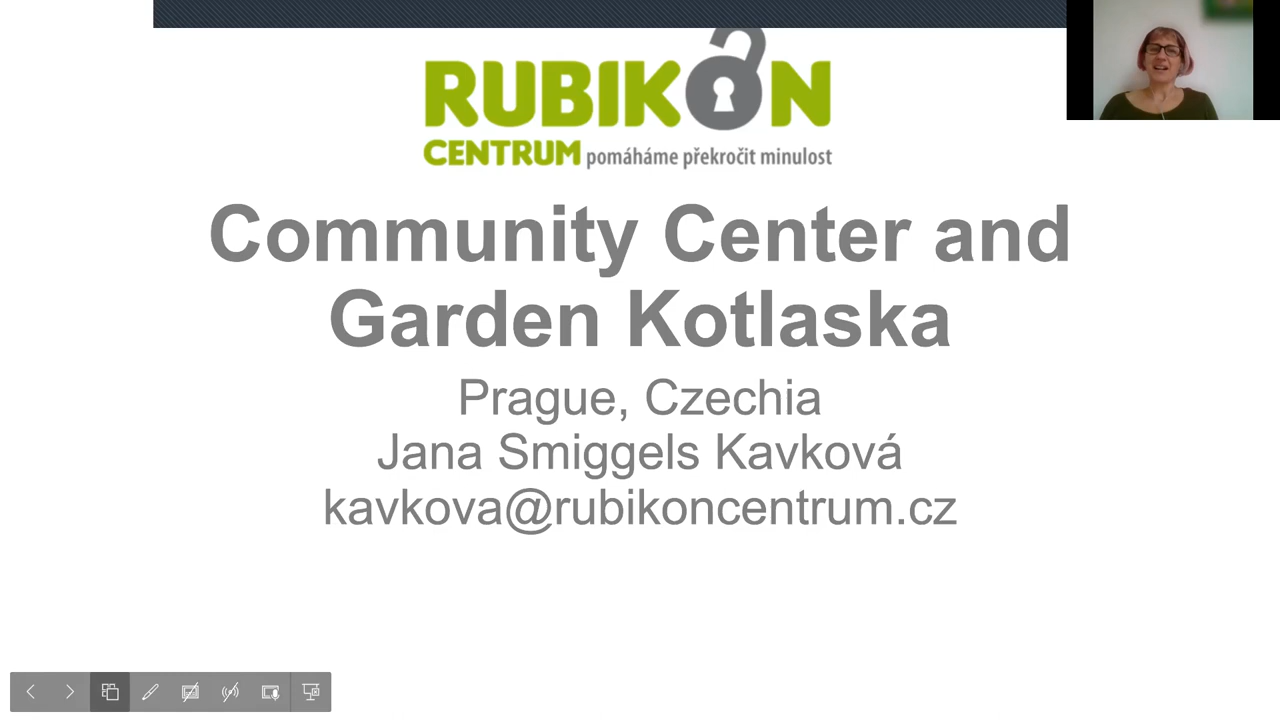 RUBIKON
CENTRUM pomáháme překročit minulost
Community Center and
Garden Kotlaska
Prague, Czechia
Jana Smiggels Kavková
kavkova@rubikoncentrum.cz